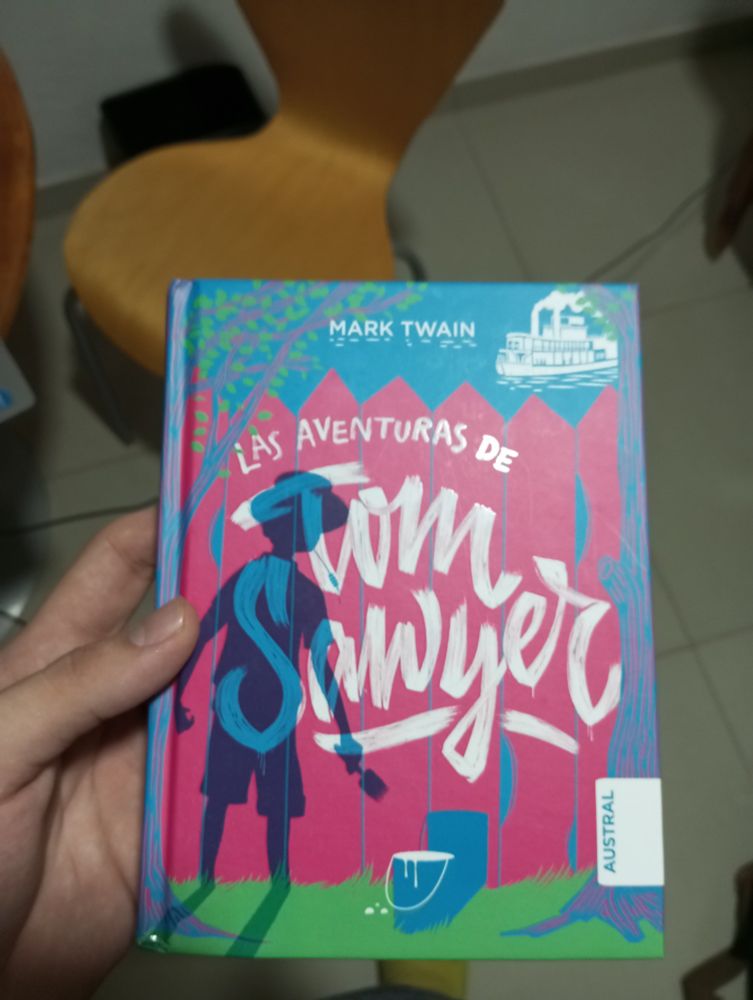 MARK TWAIN
LAS AVENTURAS DE
Tom
Sawyer
AUSTRAL